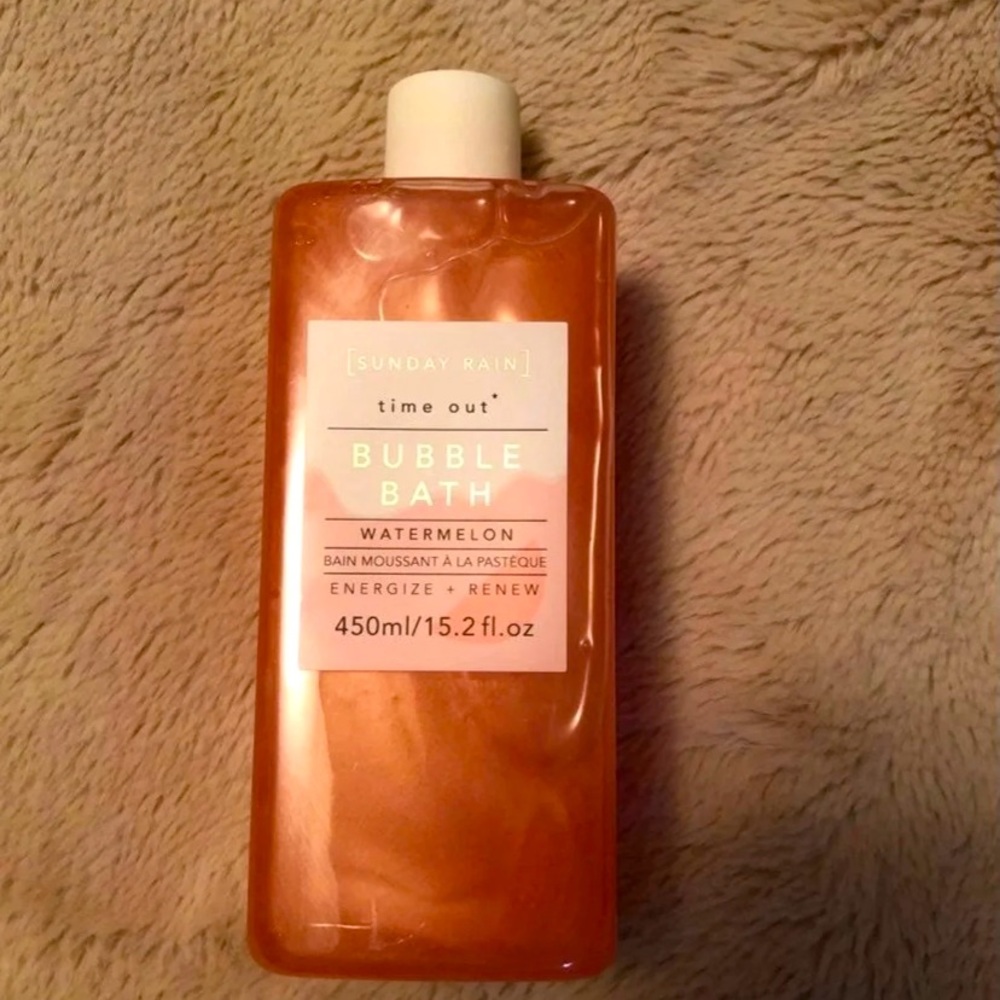 [SUNDAY RAIN]
time out*
BUBBLE
BATH
WATERMELON
BAIN MOUSSANT À LA PASTÈQUE
ENERGIZE + RENEW
450ml/15.2 fl.oz